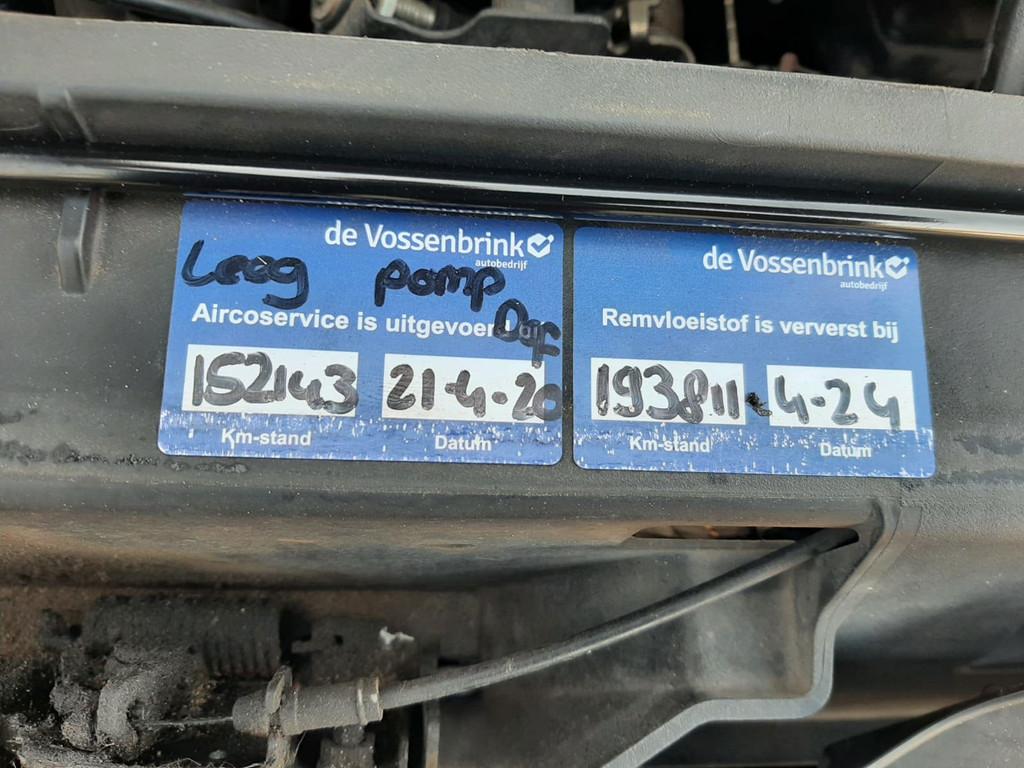 de Vossenbrink
autobedrijf
Leeg pomp
Def
Aircoservice is uitgevoerd bij
152143 21-4-20
Km-stand Datum
de Vossenbrink
autobedrijf
Remvloeistof is ververst bij
193811 - 4-24
Km-stand Datum